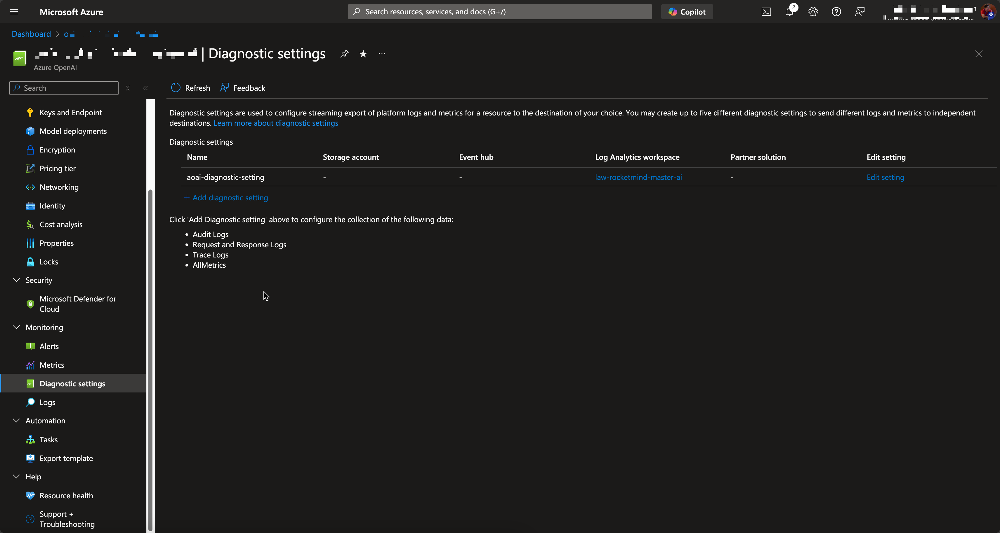 Microsoft Azure
Search resources, services, and docs (G+/)
Copilot
2
Dashboard
| Diagnostic settings
Azure OpenAI
Search
Refresh
Feedback
Keys and Endpoint
Model deployments
Encryption
Pricing tier
Networking
Identity
Cost analysis
Properties
Locks
Security
Microsoft Defender for
Cloud
Monitoring
Alerts
Metrics
Diagnostic settings
Logs
Automation
Tasks
Export template
Help
Resource health
Support +
Troubleshooting
Diagnostic settings are used to configure streaming export of platform logs and metrics for a resource to the destination of your choice. You may create up to five different diagnostic settings to send different logs and metrics to independent
destinations. Learn more about diagnostic settings
Diagnostic settings
Name Storage account Event hub Log Analytics workspace Partner solution Edit setting
aoai-diagnostic-setting - - law-rocketmind-master-ai - Edit setting
+ Add diagnostic setting
Click 'Add Diagnostic setting' above to configure the collection of the following data:
• Audit Logs
• Request and Response Logs
• Trace Logs
• AllMetrics